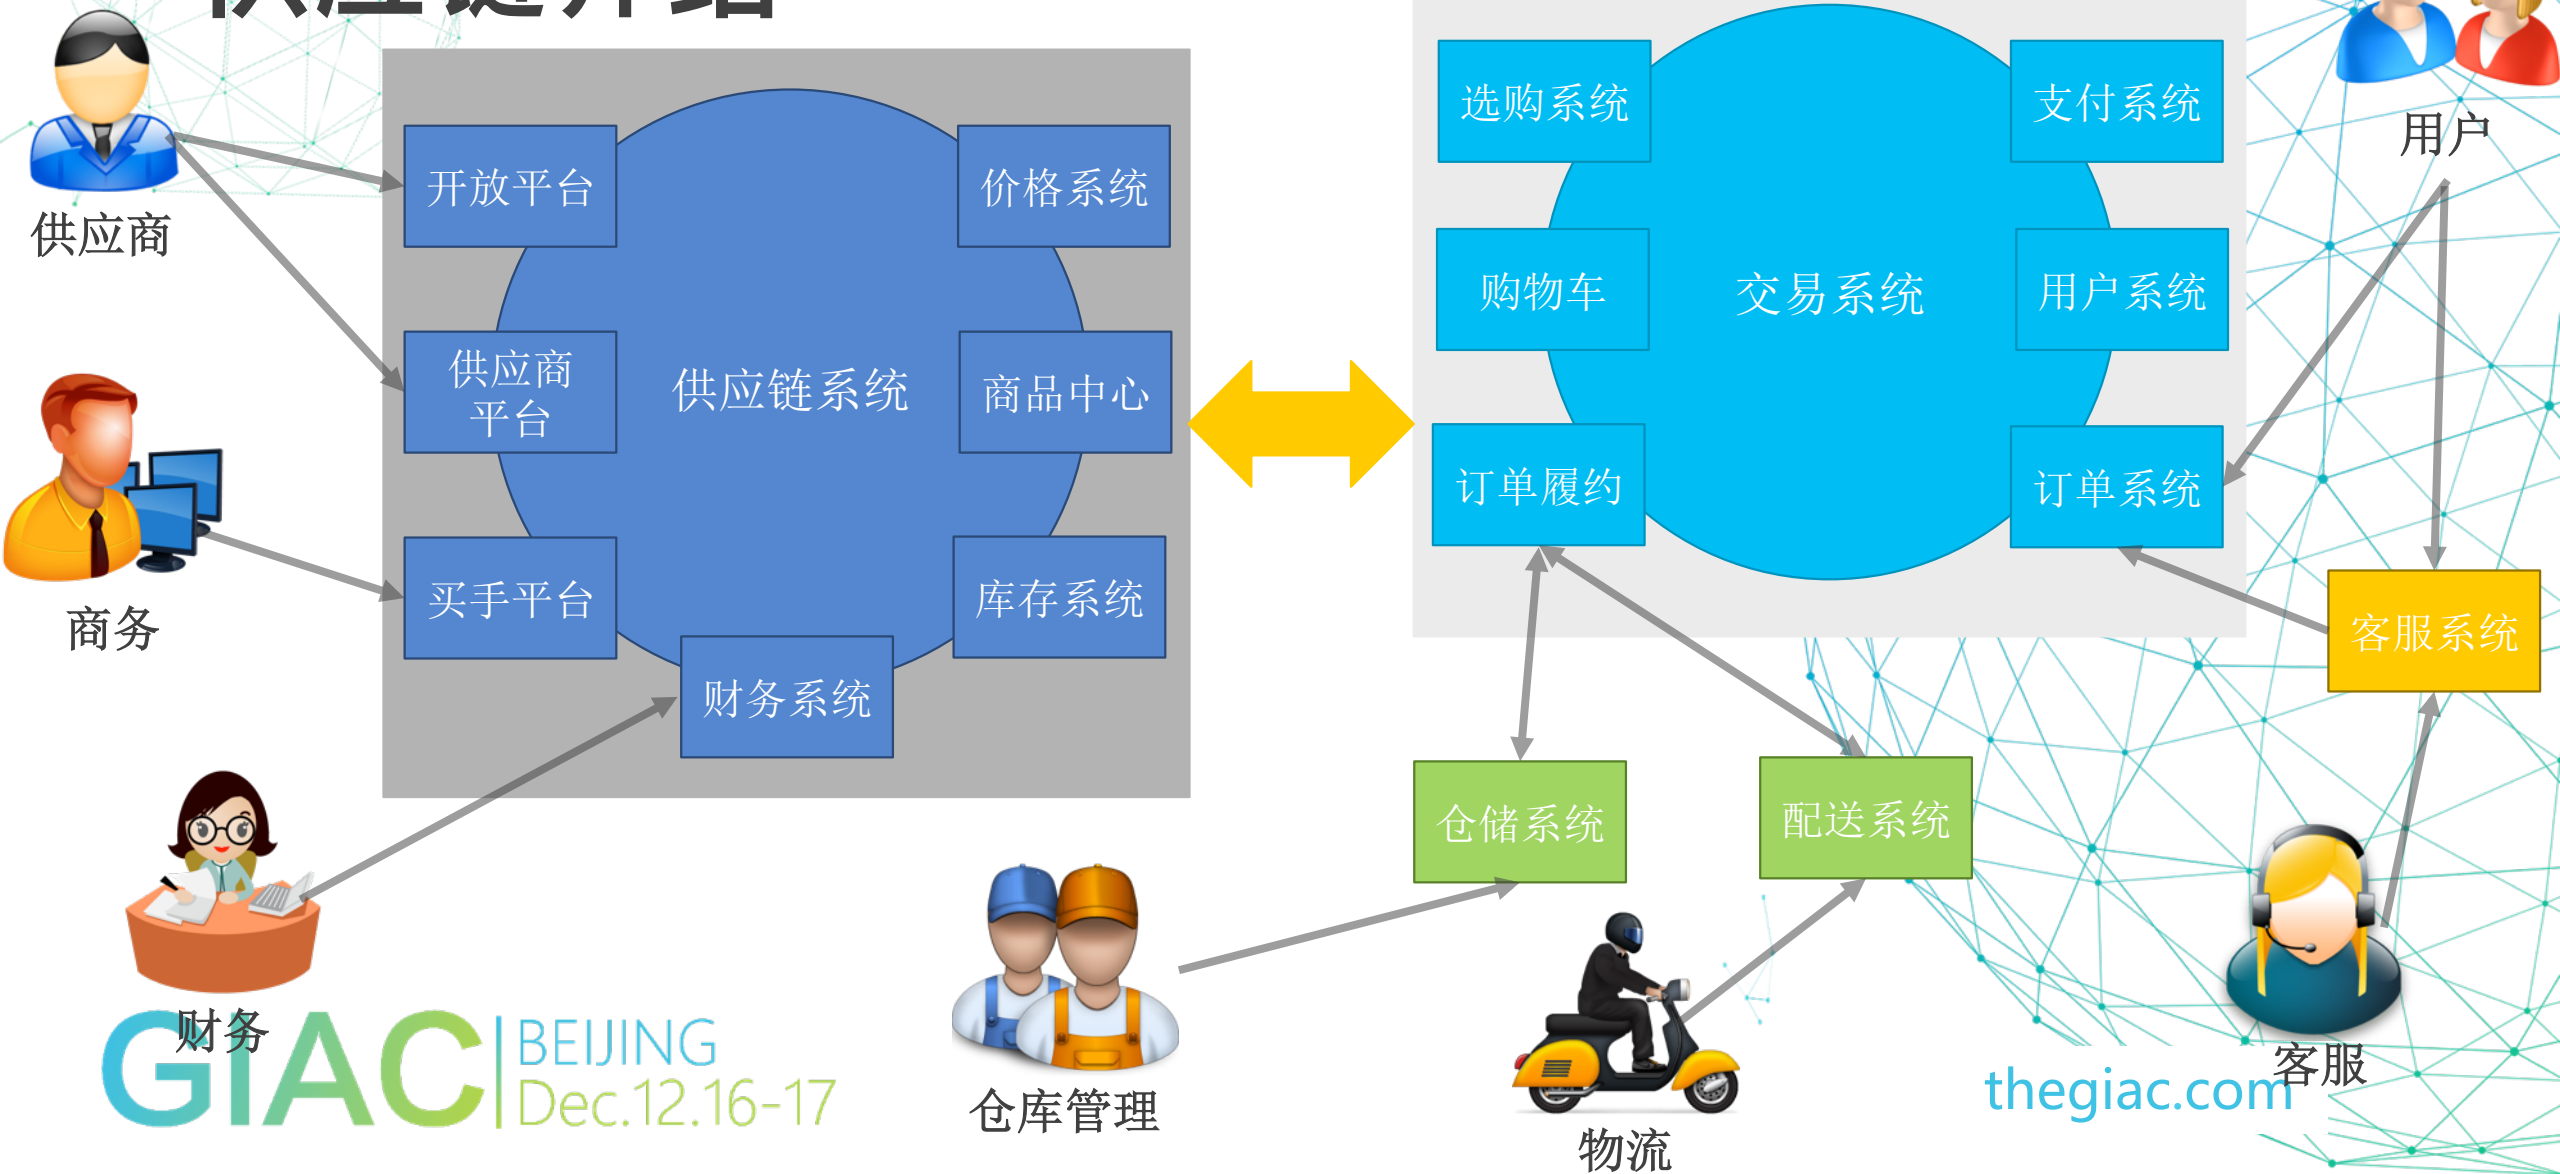 供应链介绍
供应商
开放平台
价格系统
供应商
平台
供应链系统
商品中心
买手平台
库存系统
财务系统
商务
财务
选购系统
支付系统
购物车
交易系统
用户系统
订单履约
订单系统
用户
客服系统
仓储系统
配送系统
仓库管理
物流
客服
GIAC
BEIJING
Dec.12.16-17
thegiac.com